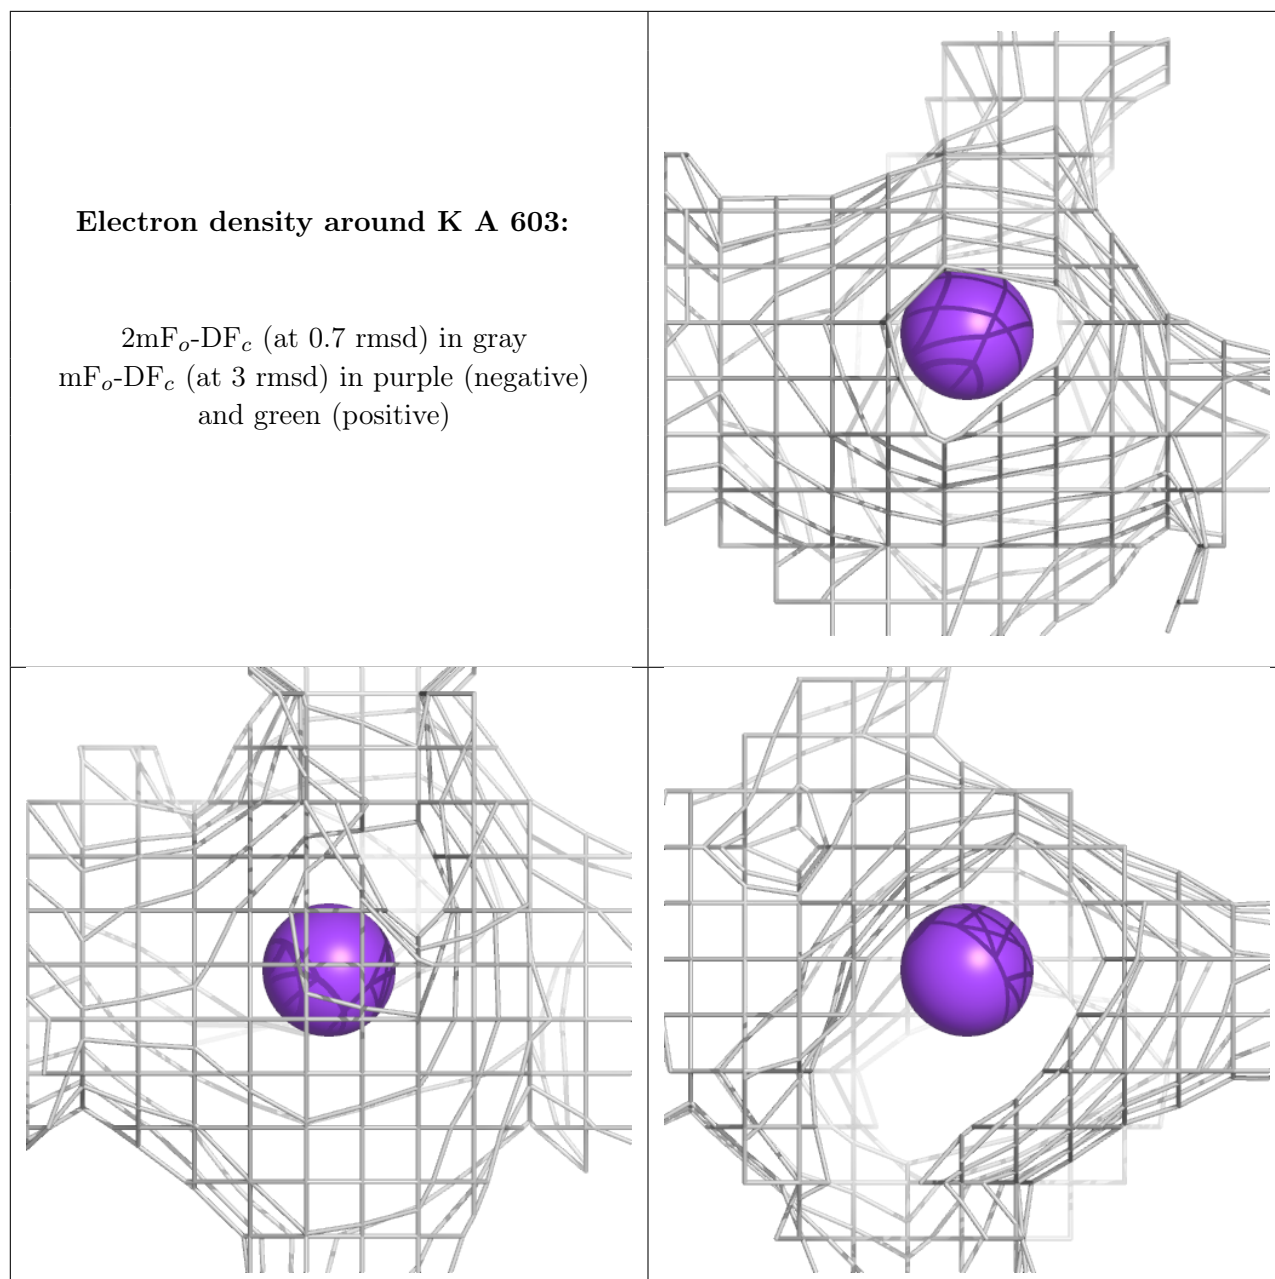 Electron density around K A 603:
2mFo-DFc (at 0.7 rmsd) in gray
mFo-DFc (at 3 rmsd) in purple (negative)
and green (positive)